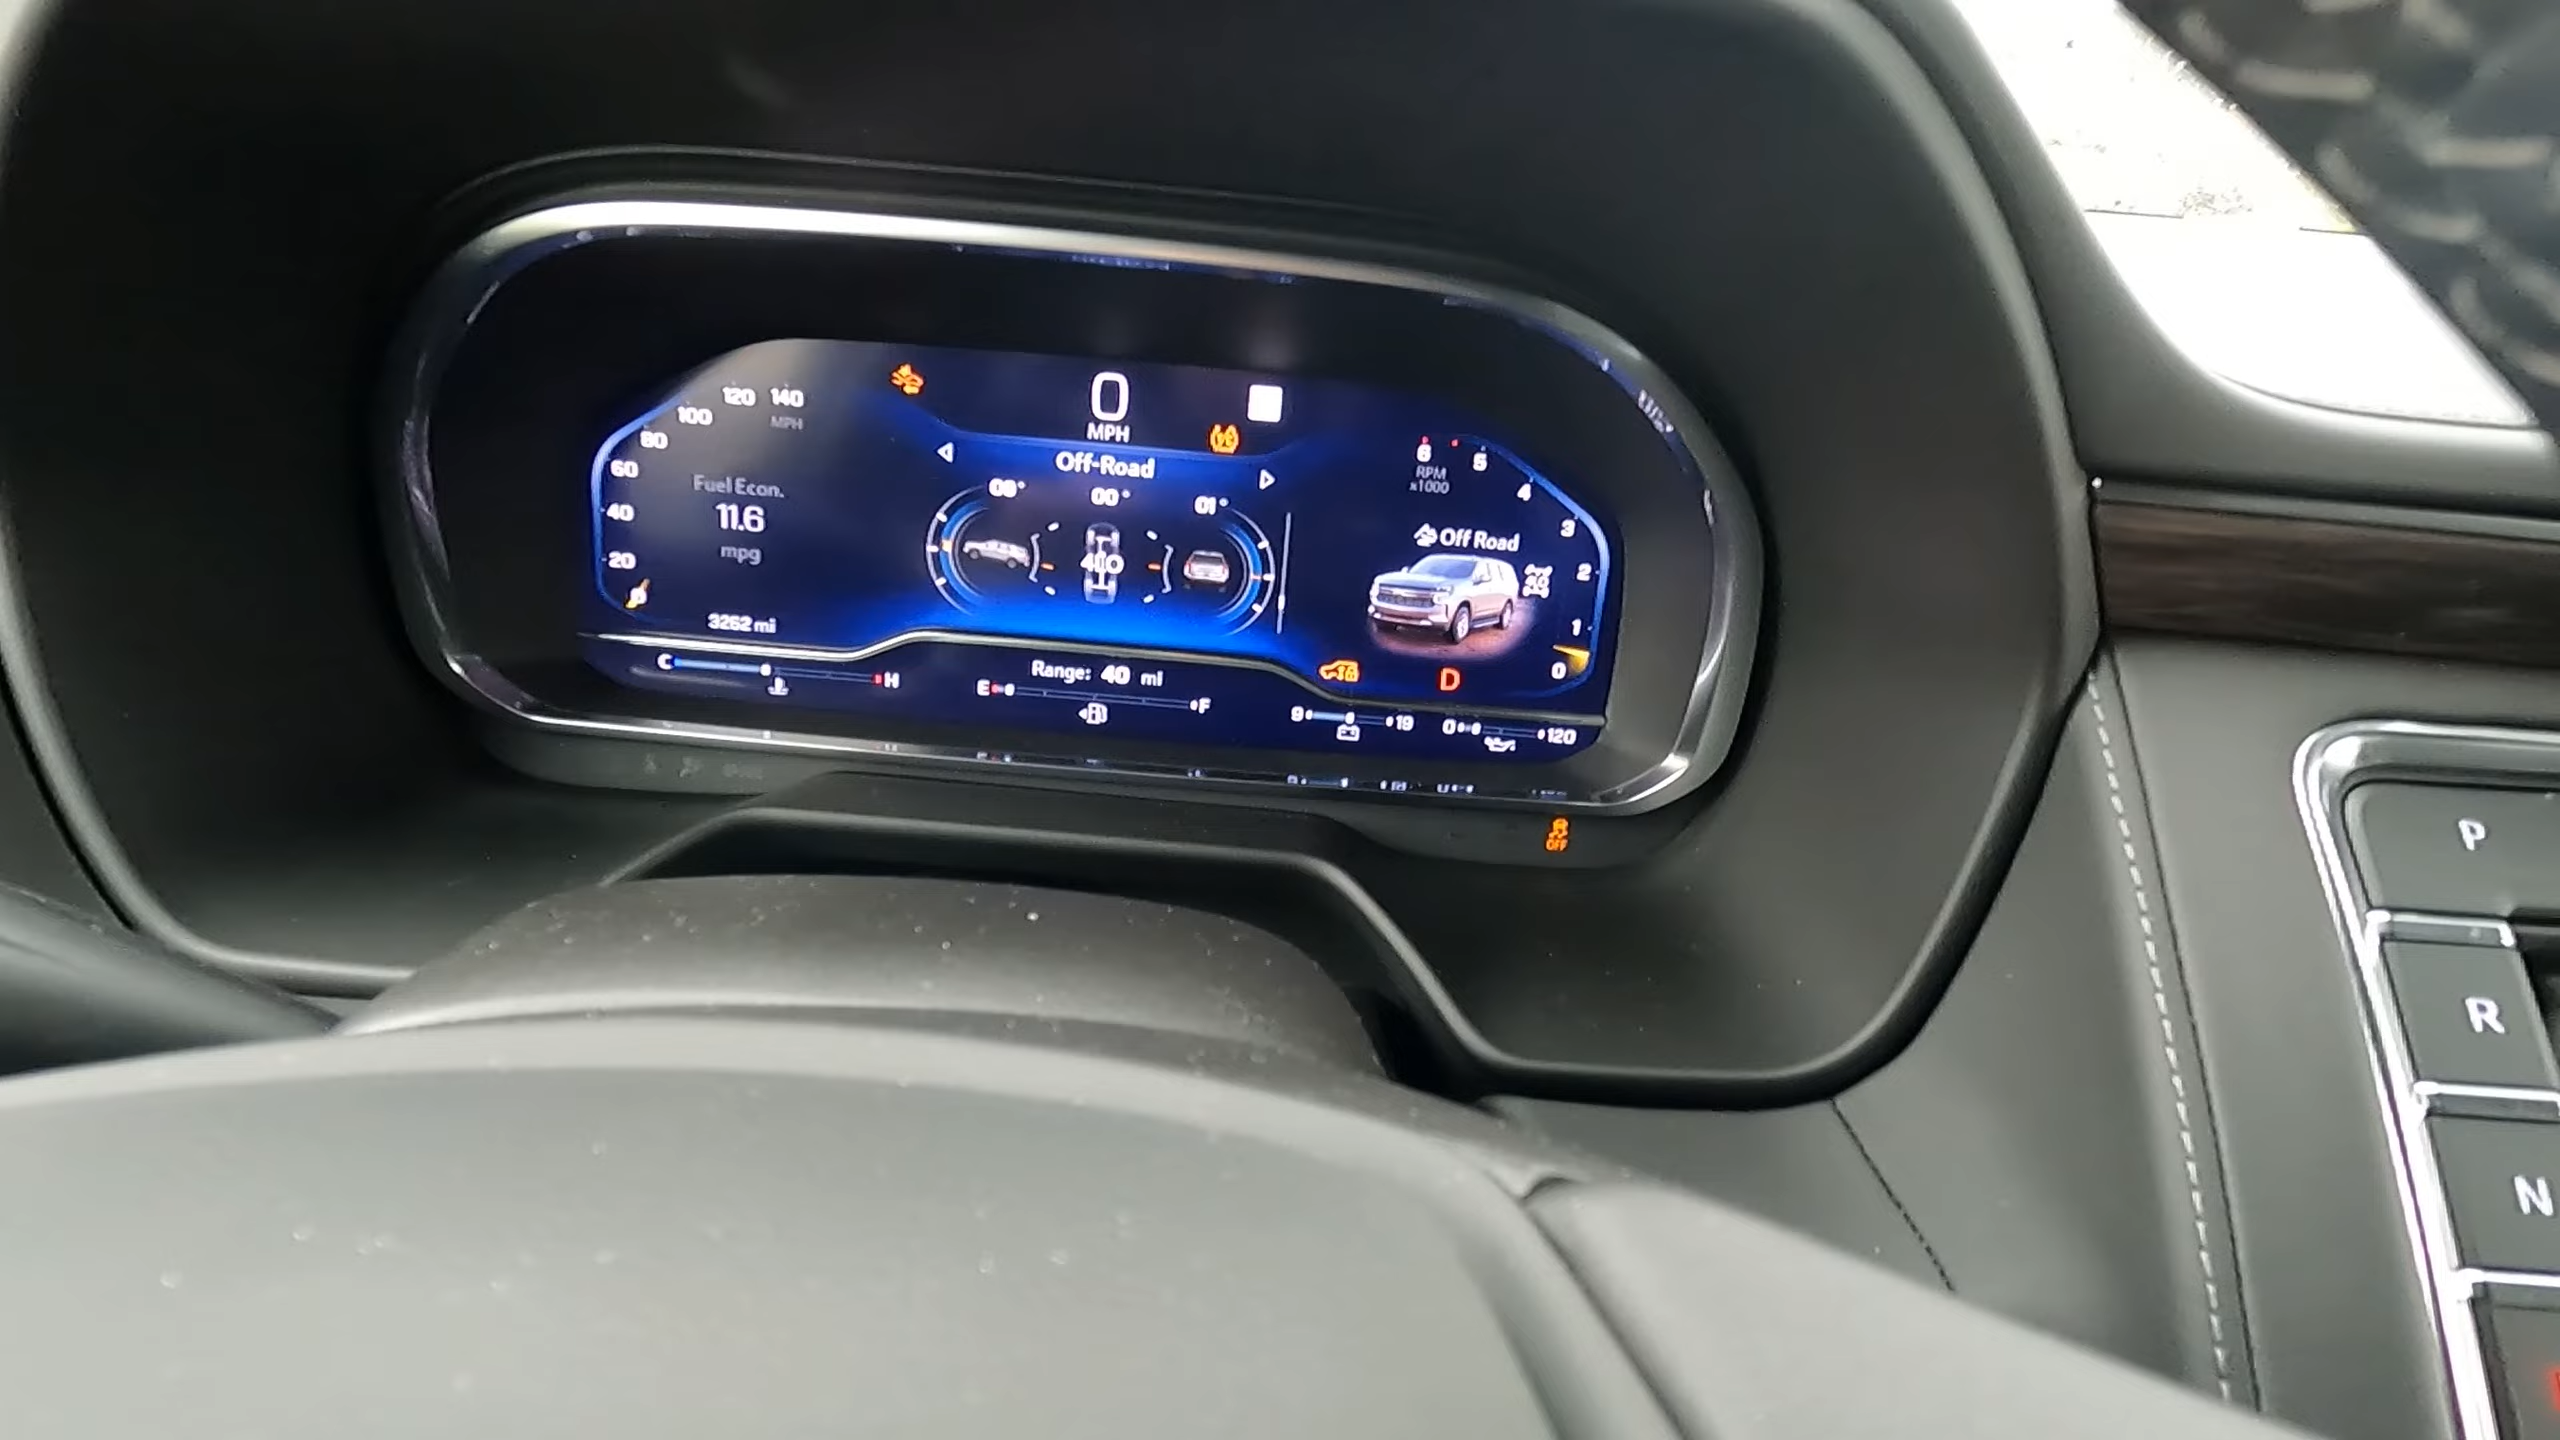 0
MPH
120 140
MPH
100
80
60
40
20
Fuel Econ.
11.6
mpg
3262 mi
Off-Road
00° 01°
4LO
6 5
RPM
x1000
4
3
2
1
0
Off Road
C H
Range: 40 mi
E F
D
9 19
0 120
OFF
P
R
N